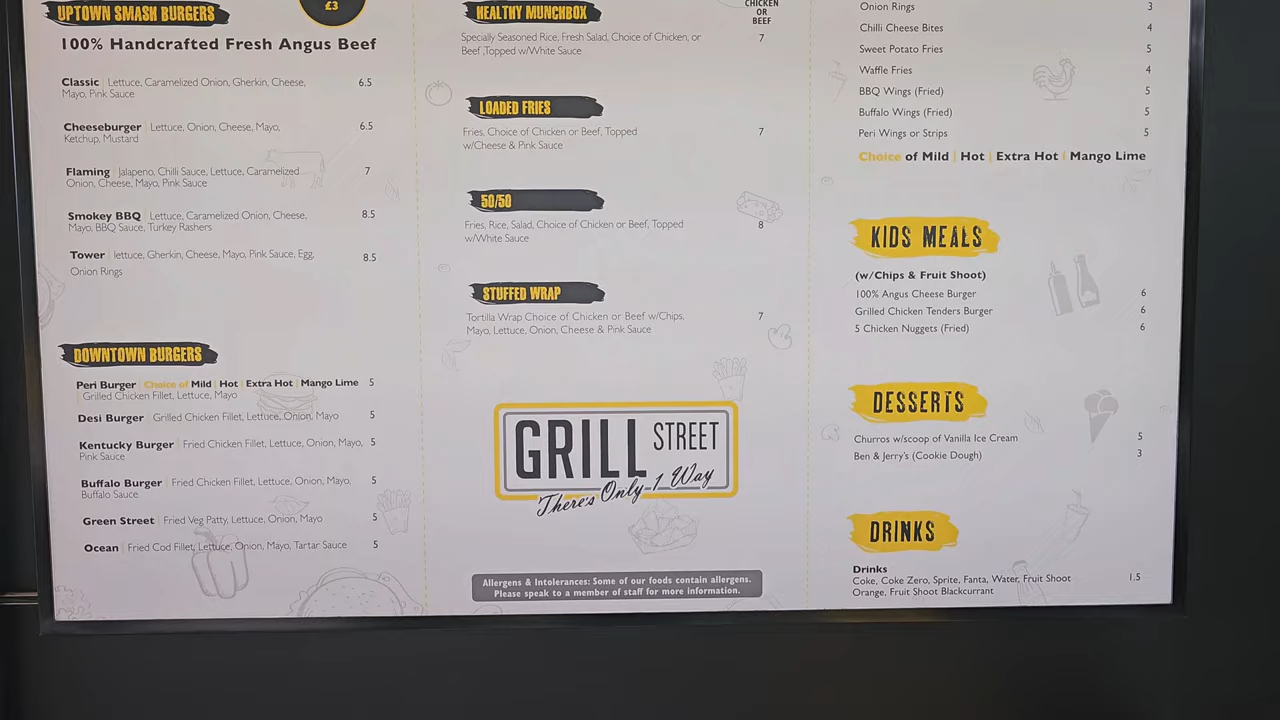 £3
UPTOWN SMASH BURGERS
100% Handcrafted Fresh Angus Beef
Classic | Lettuce, Caramelized Onion, Gherkin, Cheese, 6.5
Mayo, Pink Sauce
Cheeseburger | Lettuce, Onion, Cheese, Mayo, 6.5
Ketchup, Mustard
Flaming | Jalapeno, Chilli Sauce, Lettuce, Caramelized 7
Onion, Cheese, Mayo, Pink Sauce
Smokey BBQ | Lettuce, Caramelized Onion, Cheese, 8.5
Mayo, BBQ Sauce, Turkey Rashers
Tower | lettuce, Gherkin, Cheese, Mayo, Pink Sauce, Egg, 8.5
Onion Rings
DOWNTOWN BURGERS
Peri Burger | Choice of Mild | Hot | Extra Hot | Mango Lime 5
Grilled Chicken Fillet, Lettuce, Mayo
Desi Burger | Grilled Chicken Fillet, Lettuce, Onion, Mayo 5
Kentucky Burger | Fried Chicken Fillet, Lettuce, Onion, Mayo, 5
Pink Sauce
Buffalo Burger | Fried Chicken Fillet, Lettuce, Onion, Mayo, 5
Buffalo Sauce
Green Street | Fried Veg Patty, Lettuce, Onion, Mayo 5
Ocean | Fried Cod Fillet, Lettuce, Onion, Mayo, Tartar Sauce 5
CHICKEN
OR
BEEF
HEALTHY MUNCHBOX
Specially Seasoned Rice, Fresh Salad, Choice of Chicken, or 7
Beef ,Topped w/White Sauce
LOADED FRIES
Fries, Choice of Chicken or Beef, Topped 7
w/Cheese & Pink Sauce
50/50
Fries, Rice, Salad, Choice of Chicken or Beef, Topped 8
w/White Sauce
STUFFED WRAP
Tortilla Wrap Choice of Chicken or Beef w/Chips, 7
Mayo, Lettuce, Onion, Cheese & Pink Sauce
GRILL STREET
There's Only 1 Way
Allergens & Intolerances: Some of our foods contain allergens.
Please speak to a member of staff for more information.
Onion Rings 3
Chilli Cheese Bites 4
Sweet Potato Fries 5
Waffle Fries 4
BBQ Wings (Fried) 5
Buffalo Wings (Fried) 5
Peri Wings or Strips 5
Choice of Mild | Hot | Extra Hot | Mango Lime
KIDS MEALS
(w/Chips & Fruit Shoot)
100% Angus Cheese Burger 6
Grilled Chicken Tenders Burger 6
5 Chicken Nuggets (Fried) 6
DESSERTS
Churros w/scoop of Vanilla Ice Cream 5
Ben & Jerry's (Cookie Dough) 3
DRINKS
Drinks
Coke, Coke Zero, Sprite, Fanta, Water, Fruit Shoot 1.5
Orange, Fruit Shoot Blackcurrant